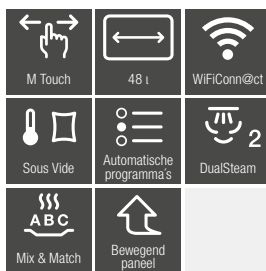 M Touch
48 ι
WiFiConn@ct
Sous Vide
Automatische
programma´s
2
DualSteam
ABC
Mix & Match
Bewegend
paneel